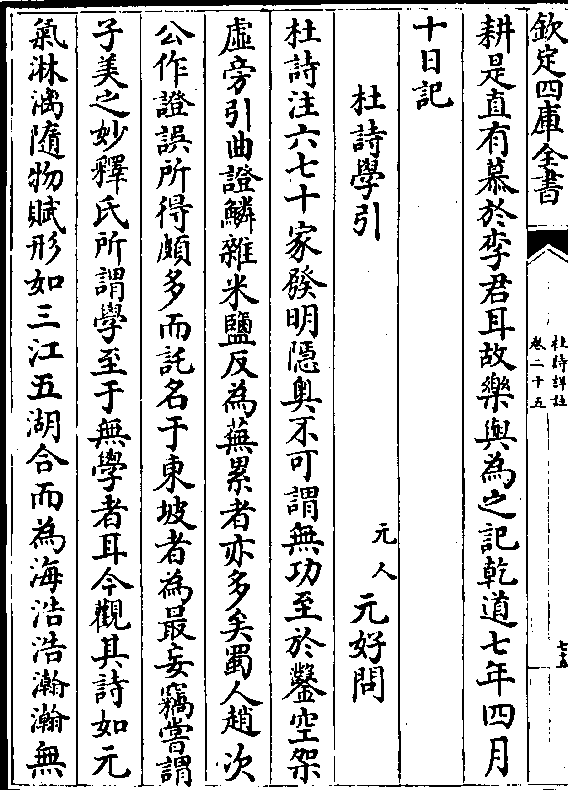 欽定四庫全書
杜詩詳註
卷二十五
耕是直有慕於李君耳故樂與為之記乾道七年四月
十日記
杜詩學引
元人 元好問
杜詩注六七十家發明隱奧不可謂無功至於鑿空架
虛旁引曲證鱗雜米鹽反為蕪累者亦多矣蜀人趙次
公作證誤所得頗多而託名于東坡者為最妄竊嘗謂
子美之妙釋氏所謂學至于無學者耳今觀其詩如元
氣淋漓隨物賦形如三江五湖合而為海浩浩瀚瀚無